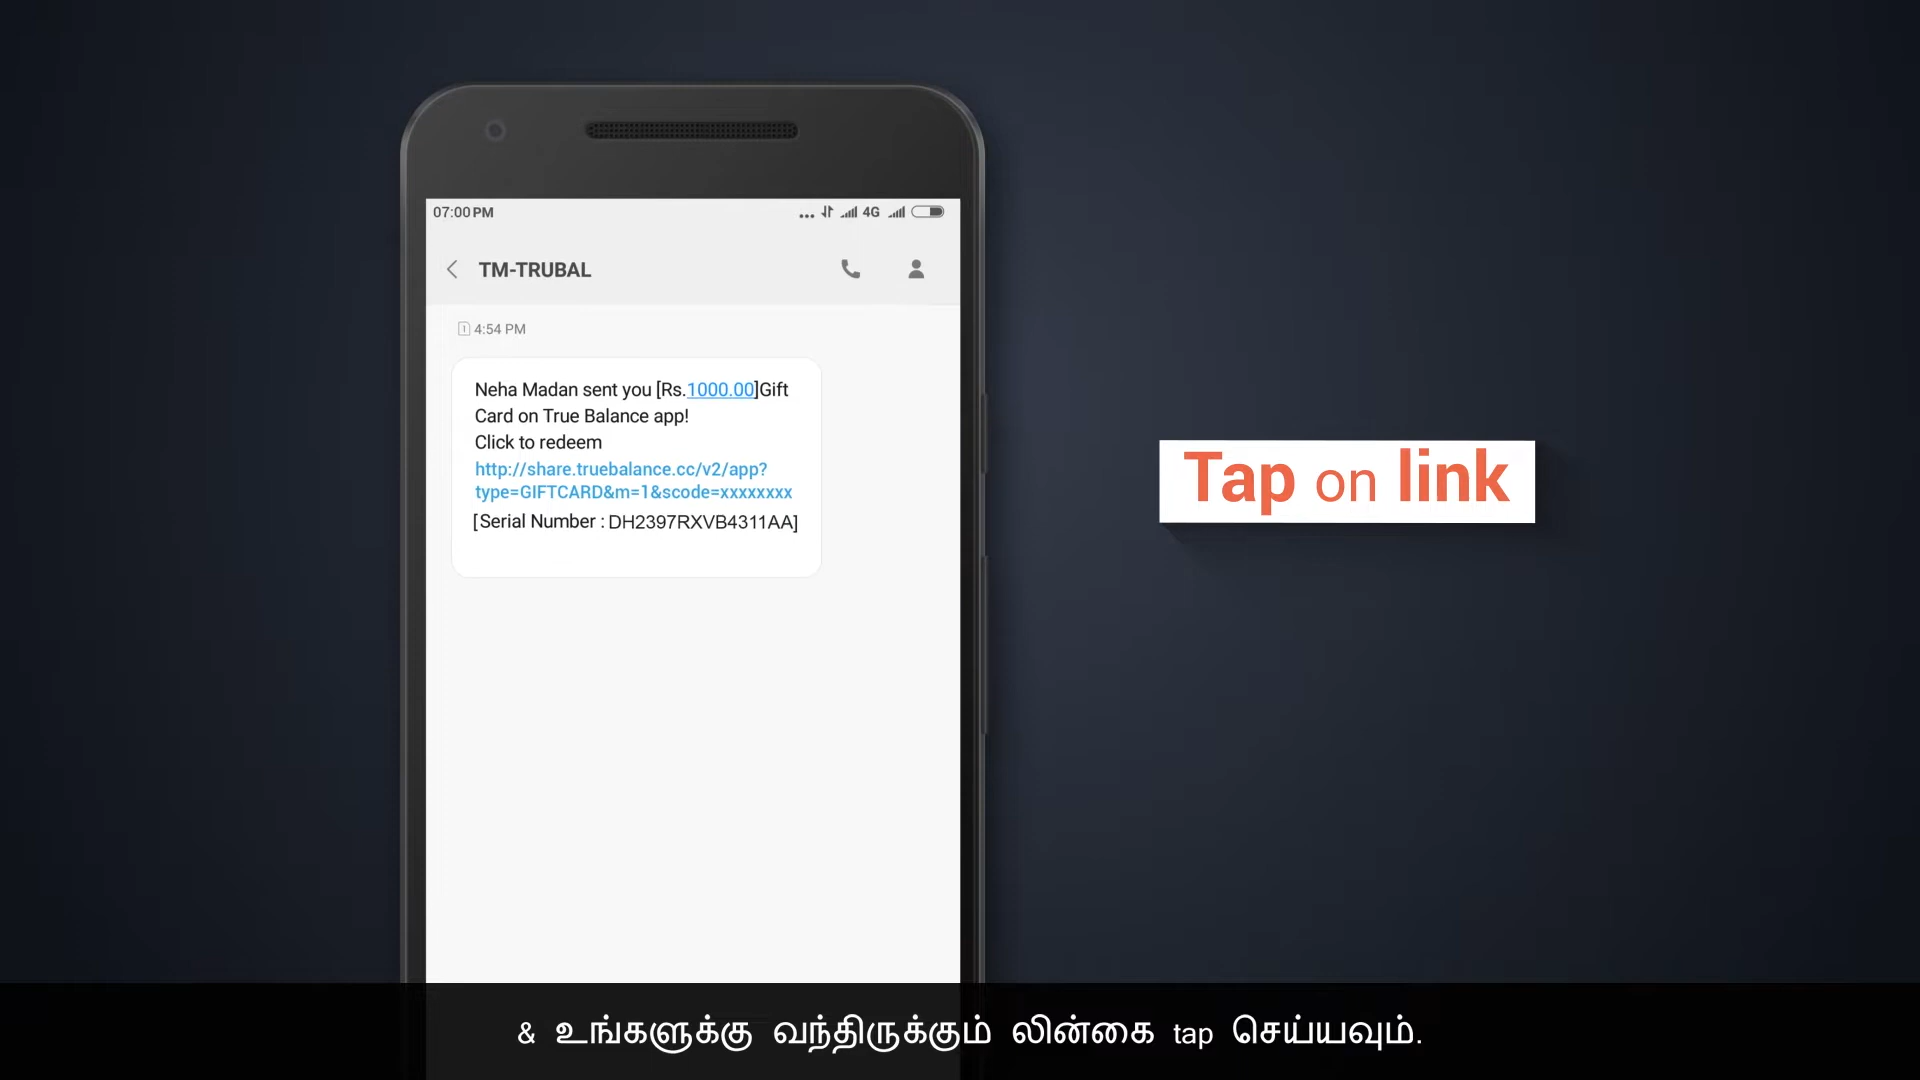 07:00 PM
4G
TM-TRUBAL
4:54 PM
Neha Madan sent you [Rs.1000.00]Gift
Card on True Balance app!
Click to redeem
http://share.truebalance.cc/v2/app?
type=GIFTCARD&m=1&scode=xxxxxxxx
[Serial Number : DH2397RXVB4311AA]
Tap on link
& உங்களுக்கு வந்திருக்கும் லின்கை tap செய்யவும்.